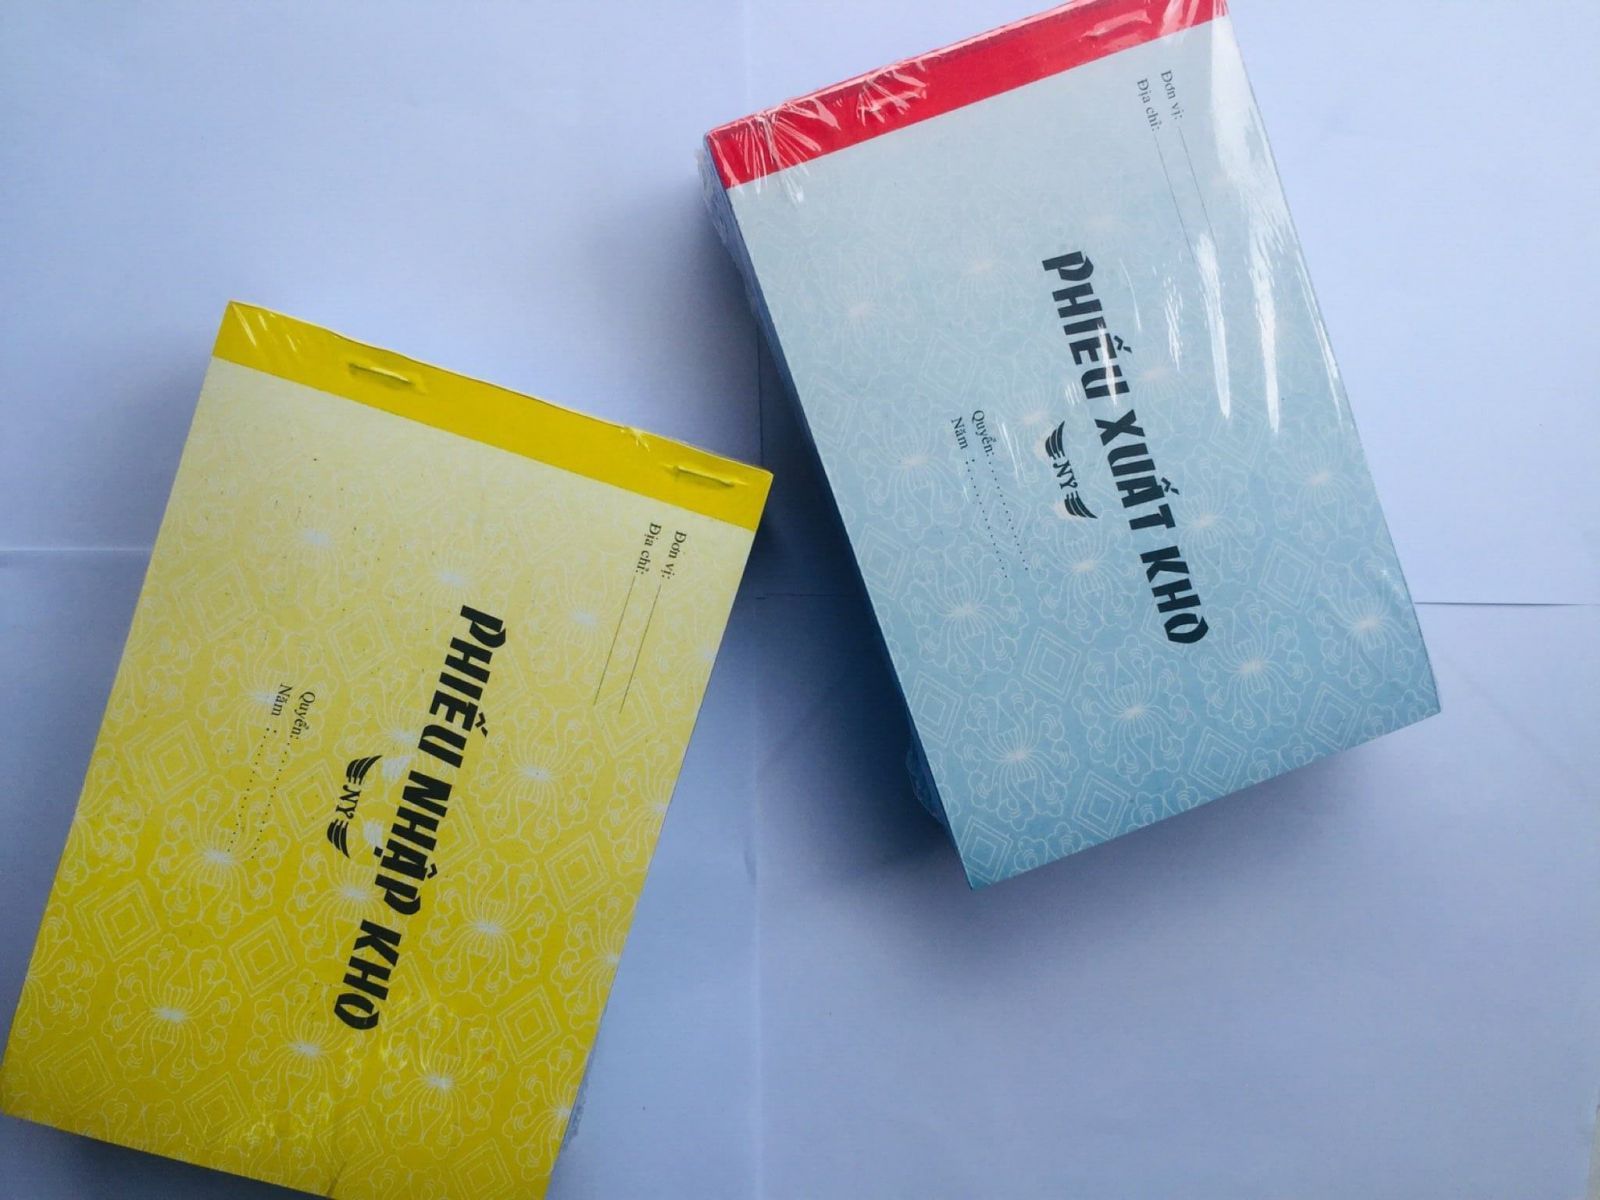 Đơn vị:
Địa chỉ:
PHIẾU NHẬP KHO
NY
Quyển:
Năm :
Đơn vị:
Địa chỉ:
PHIẾU XUẤT KHO
NY
Quyển:
Năm :